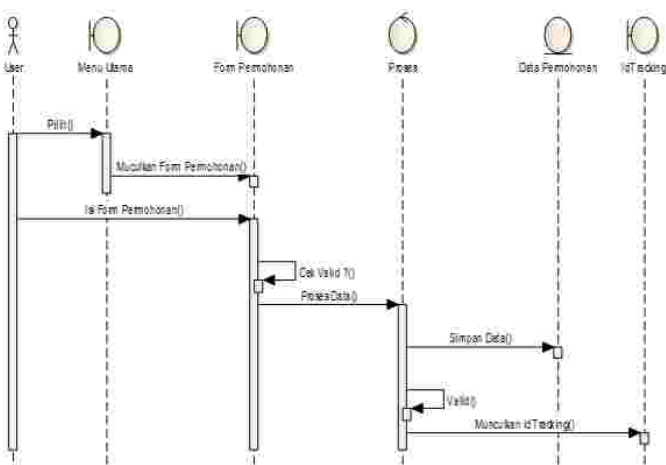 User
Menu Utama
Form Permohonan
Proses
Data Permohonan
IdTracking
Pilih()
Muculkan Form Permohonan()
Isi Form Permohonan()
Cek Valid ?()
Proses Data()
Simpan Data()
Valid()
Munculkan IdTracking()